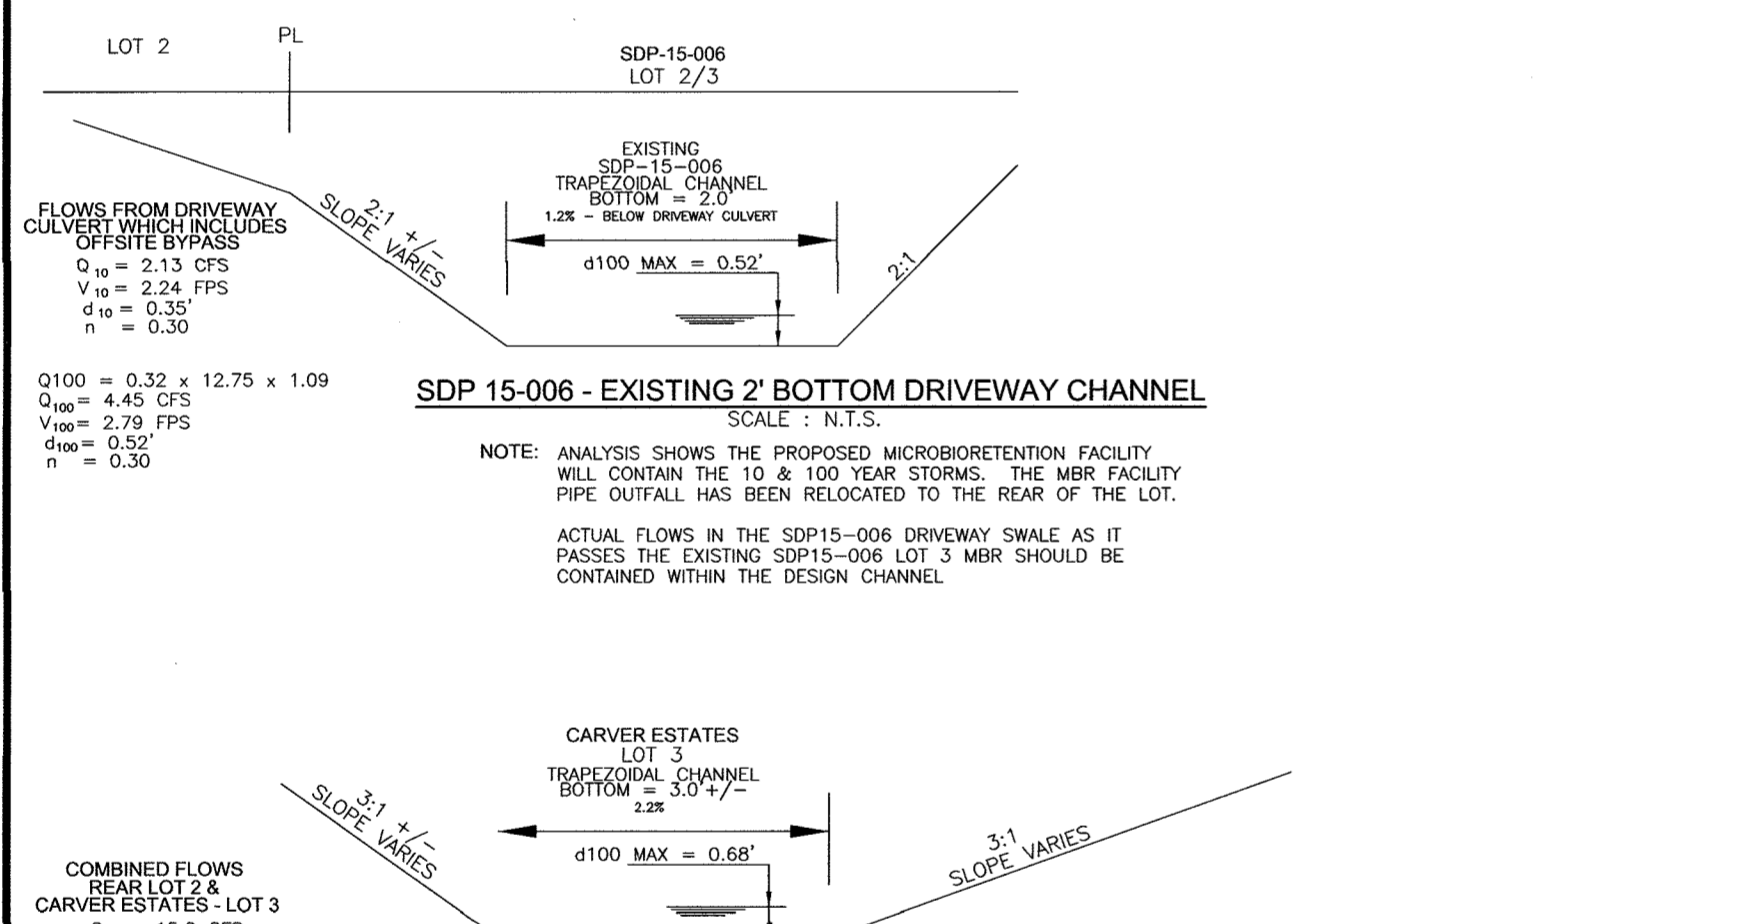 LOT 2
PL
SDP-15-006
LOT 2/3
EXISTING
SDP-15-006
TRAPEZOIDAL CHANNEL
BOTTOM = 2.0'
1.2% - BELOW DRIVEWAY CULVERT
2:1 +/-
SLOPE VARIES
d100 MAX = 0.52'
2:1
FLOWS FROM DRIVEWAY
CULVERT WHICH INCLUDES
OFFSITE BYPASS
Q 10 = 2.13 CFS
V 10 = 2.24 FPS
d 10 = 0.35'
n = 0.30
Q100 = 0.32 x 12.75 x 1.09
Q100 = 4.45 CFS
V100 = 2.79 FPS
d100 = 0.52'
n = 0.30
SDP 15-006 - EXISTING 2' BOTTOM DRIVEWAY CHANNEL
SCALE : N.T.S.
NOTE: ANALYSIS SHOWS THE PROPOSED MICROBIORETENTION FACILITY
WILL CONTAIN THE 10 & 100 YEAR STORMS. THE MBR FACILITY
PIPE OUTFALL HAS BEEN RELOCATED TO THE REAR OF THE LOT.
ACTUAL FLOWS IN THE SDP15-006 DRIVEWAY SWALE AS IT
PASSES THE EXISTING SDP15-006 LOT 3 MBR SHOULD BE
CONTAINED WITHIN THE DESIGN CHANNEL
CARVER ESTATES
LOT 3
TRAPEZOIDAL CHANNEL
BOTTOM = 3.0'+/-
2.2%
3:1 +/-
SLOPE VARIES
d100 MAX = 0.68'
3:1
SLOPE VARIES
COMBINED FLOWS
REAR LOT 2 &
CARVER ESTATES - LOT 3